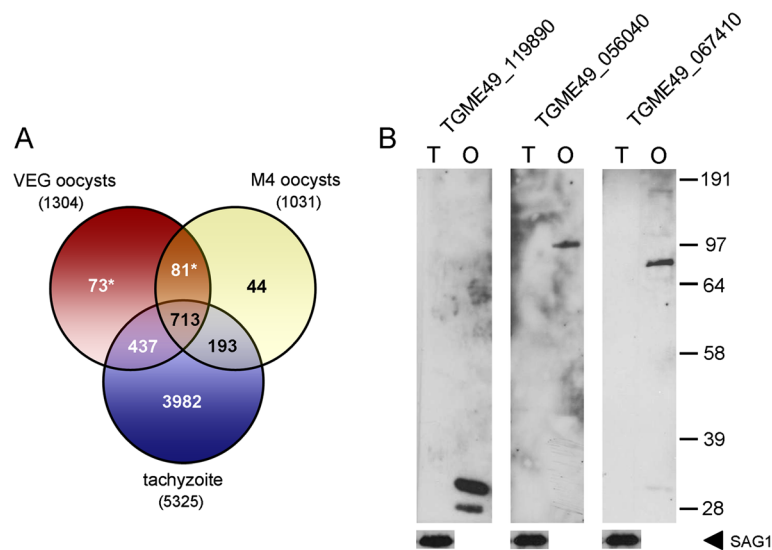 A
VEG oocysts
(1304)
M4 oocysts
(1031)
73*
81*
44
713
437
193
3982
tachyzoite
(5325)
B
TGME49_119890
TGME49_056040
TGME49_067410
T O T O T O
191
97
64
58
39
28
SAG1